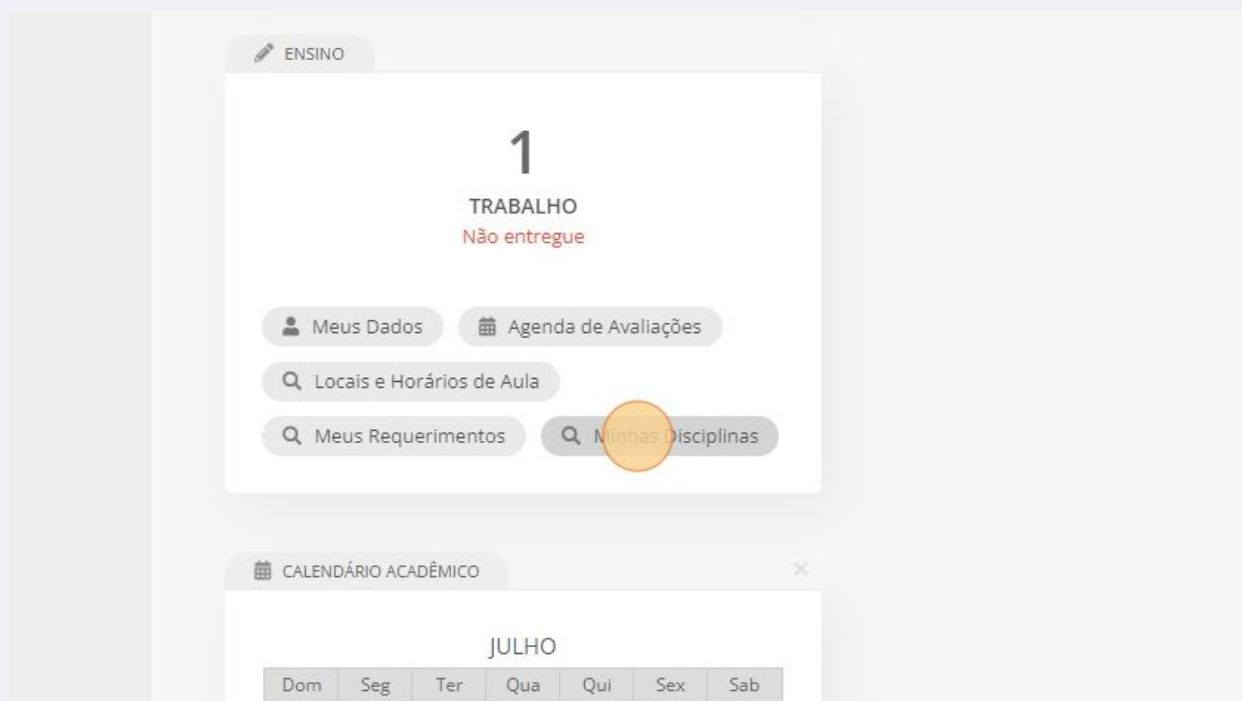 ENSINO
1
TRABALHO
Não entregue
Meus Dados Agenda de Avaliações
Locais e Horários de Aula
Meus Requerimentos Minhas Disciplinas
CALENDÁRIO ACADÊMICO ×
JULHO
Dom Seg Ter Qua Qui Sex Sab